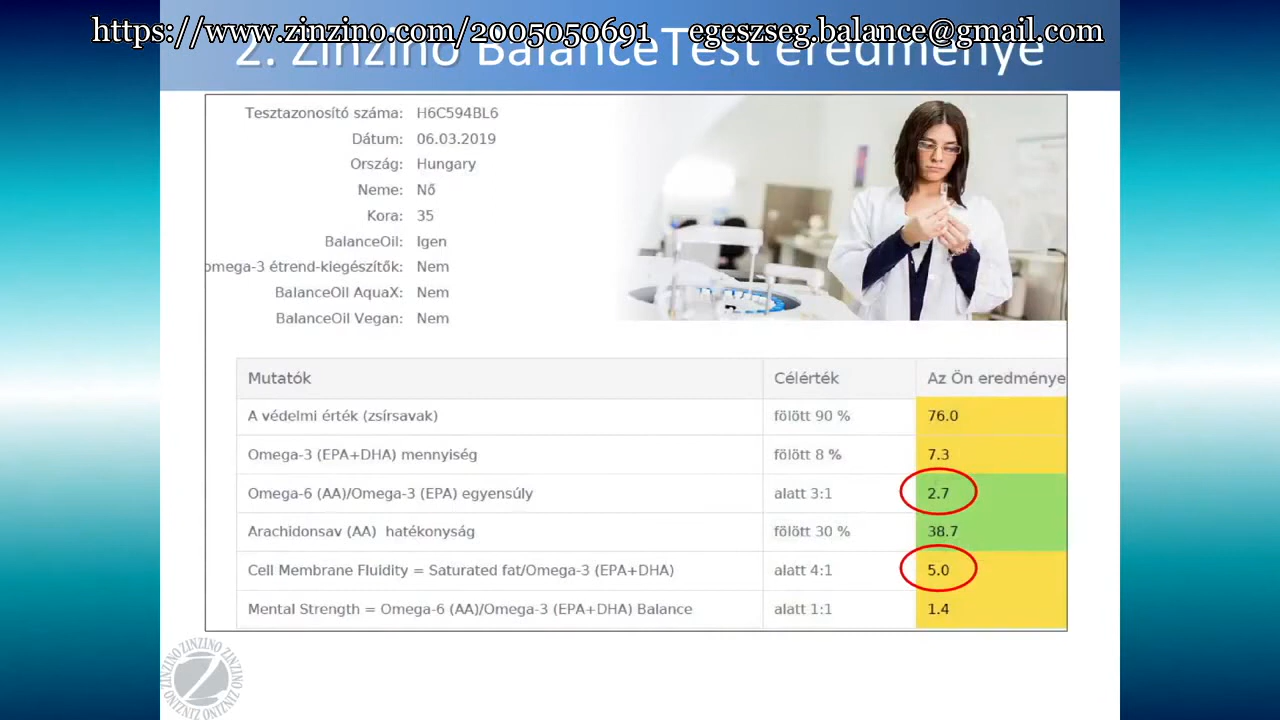 https://www.zinzino.com/2005050691 egeszseg.balance@gmail.com
2. Zinzino BalanceTest eredménye
Tesztazonosító száma: H6C594BL6
Dátum: 06.03.2019
Ország: Hungary
Neme: Nő
Kora: 35
BalanceOil: Igen
omega-3 étrend-kiegészítők: Nem
BalanceOil AquaX: Nem
BalanceOil Vegan: Nem
Mutatók Célérték Az Ön eredménye
A védelmi érték (zsírsavak) fölött 90 % 76.0
Omega-3 (EPA+DHA) mennyiség fölött 8 % 7.3
Omega-6 (AA)/Omega-3 (EPA) egyensúly alatt 3:1 2.7
Arachidonsav (AA) hatékonyság fölött 30 % 38.7
Cell Membrane Fluidity = Saturated fat/Omega-3 (EPA+DHA) alatt 4:1 5.0
Mental Strength = Omega-6 (AA)/Omega-3 (EPA+DHA) Balance alatt 1:1 1.4
ZINZINO ZINZINO ZINZINO ZINZINO